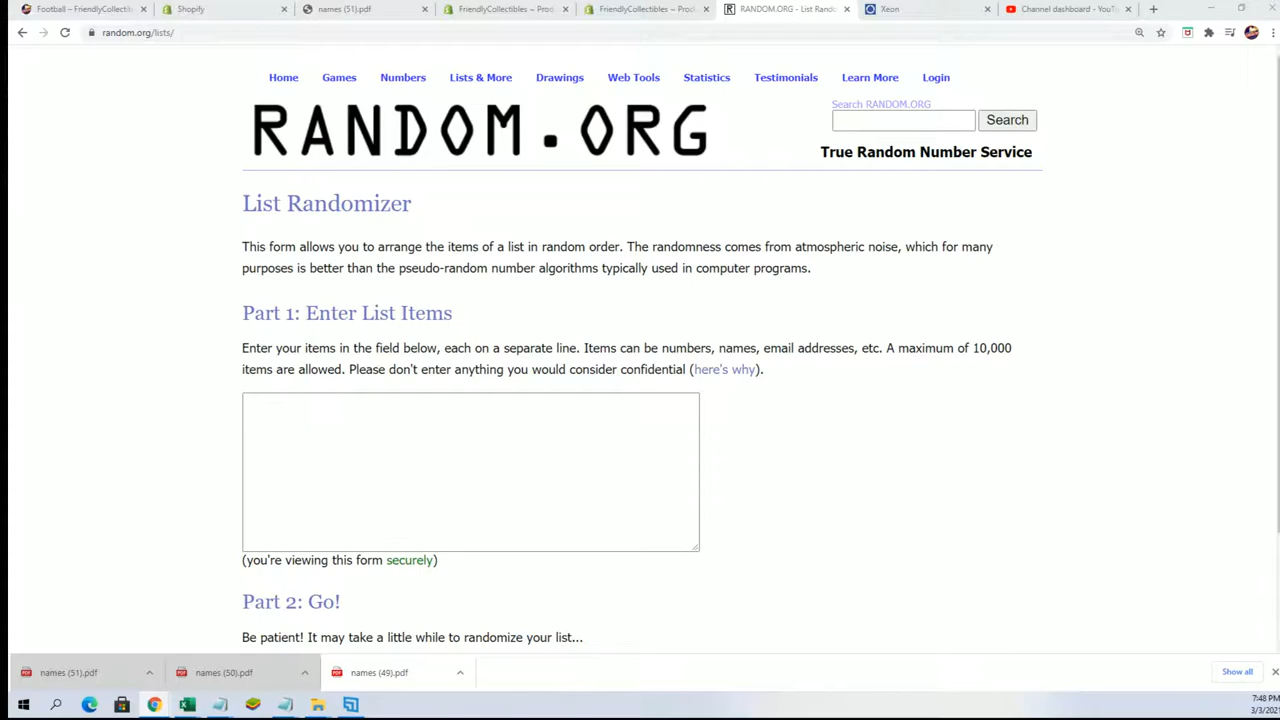 Football – FriendlyCollectib
Shopify
names (51).pdf
FriendlyCollectibles ~ Prod
FriendlyCollectibles ~ Produ
RANDOM.ORG - List Rando
Xeon
Channel dashboard - YouTu
random.org/lists/
Home Games Numbers Lists & More Drawings Web Tools Statistics Testimonials Learn More Login
RANDOM.ORG
Search RANDOM.ORG
Search
True Random Number Service
List Randomizer
This form allows you to arrange the items of a list in random order. The randomness comes from atmospheric noise, which for many
purposes is better than the pseudo-random number algorithms typically used in computer programs.
Part 1: Enter List Items
Enter your items in the field below, each on a separate line. Items can be numbers, names, email addresses, etc. A maximum of 10,000
items are allowed. Please don't enter anything you would consider confidential (here's why).
(you're viewing this form securely)
Part 2: Go!
Be patient! It may take a little while to randomize your list...
names (51).pdf
names (50).pdf
names (49).pdf
Show all
7:48 PM